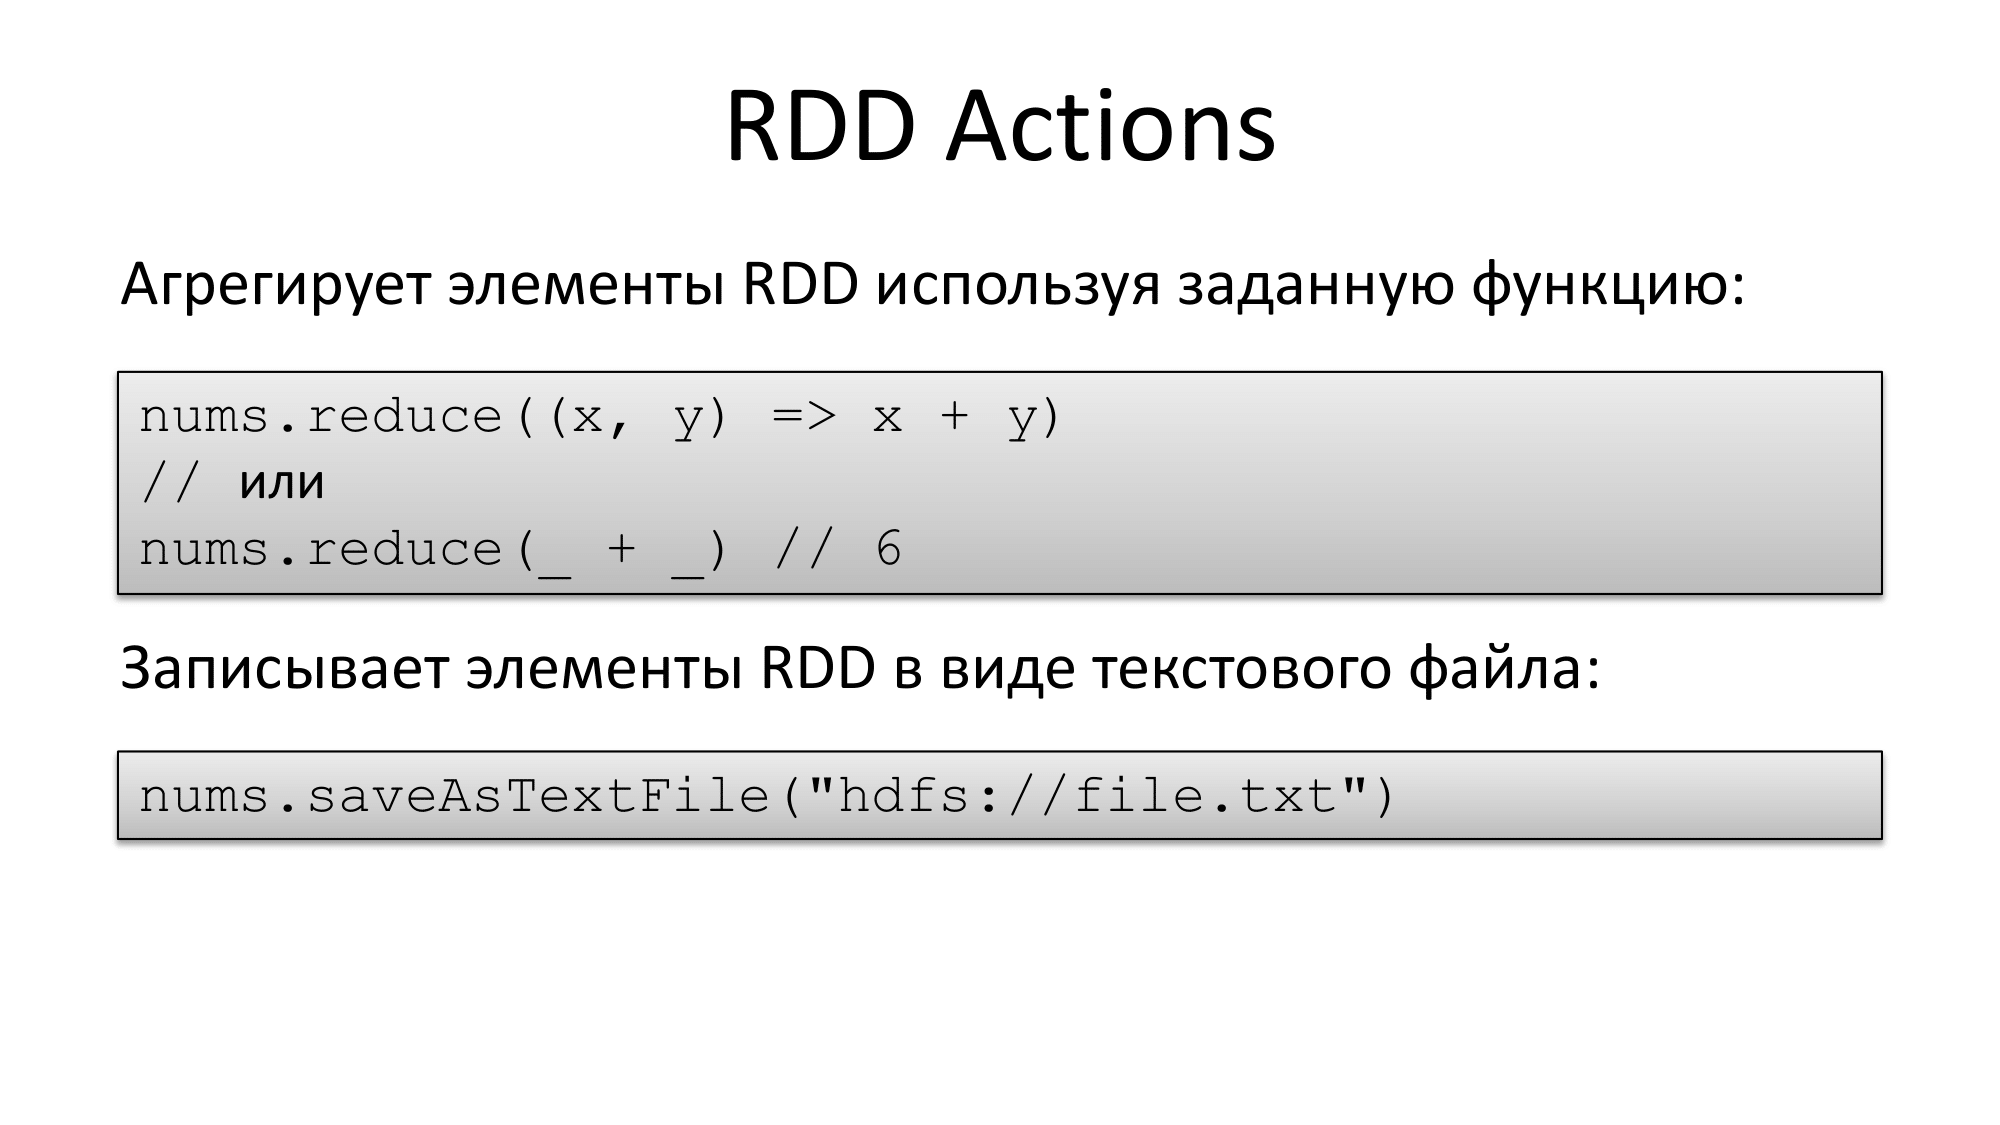 RDD Actions
Агрегирует элементы RDD используя заданную функцию:
nums.reduce((x, y) => x + y)
// или
nums.reduce(_ + _) // 6
Записывает элементы RDD в виде текстового файла:
nums.saveAsTextFile("hdfs://file.txt")